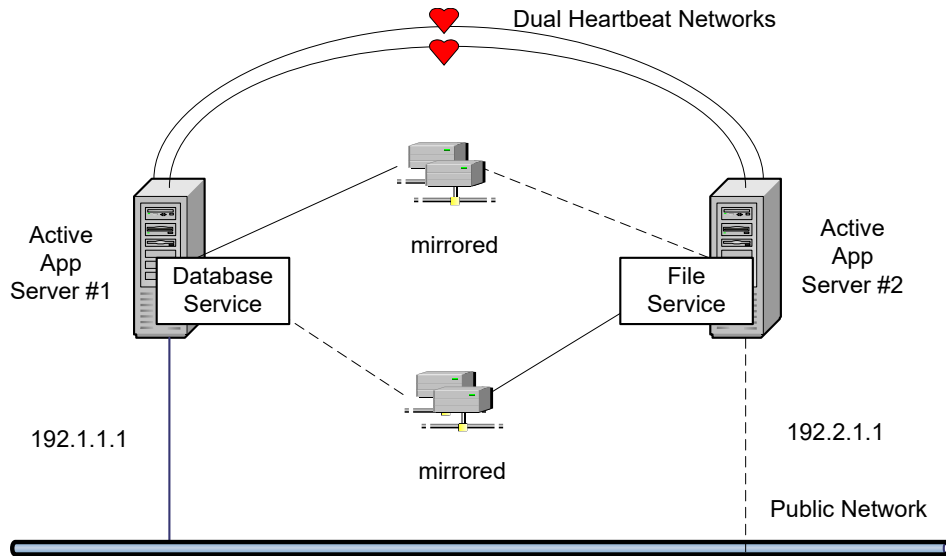 Dual Heartbeat Networks
mirrored
Active
App
Server #1
Database
Service
File
Service
Active
App
Server #2
mirrored
192.1.1.1
192.2.1.1
Public Network